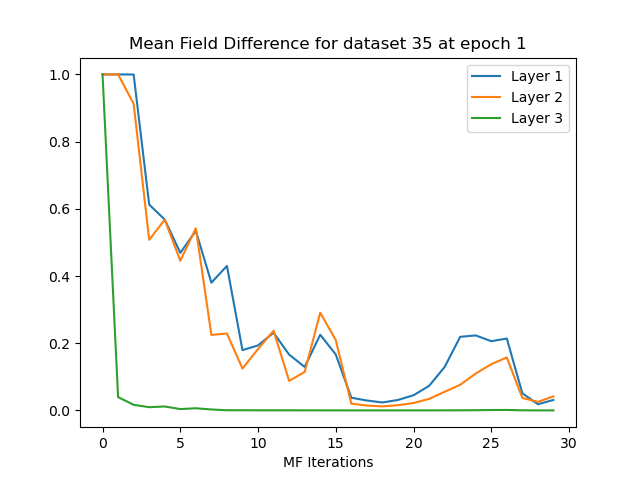 Mean Field Difference for dataset 35 at epoch 1
Layer 1
Layer 2
Layer 3
1.0
0.8
0.6
0.4
0.2
0.0
0 5 10 15 20 25 30
MF Iterations